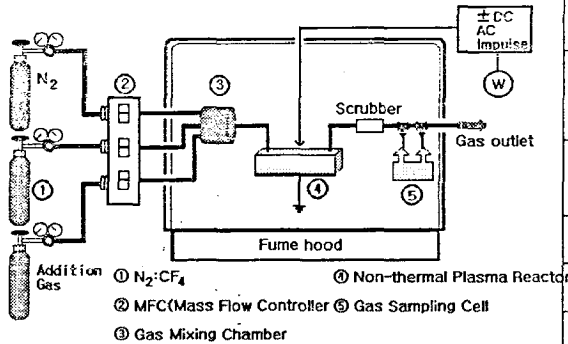 ± DC
AC
Impulse
W
N₂
②
③
Scrubber
Gas outlet
①
④
⑤
Addition
Gas
Fume hood
① N₂:CF₄
④ Non-thermal Plasma Reactor
② MFC(Mass Flow Controller
⑤ Gas Sampling Cell
③ Gas Mixing Chamber